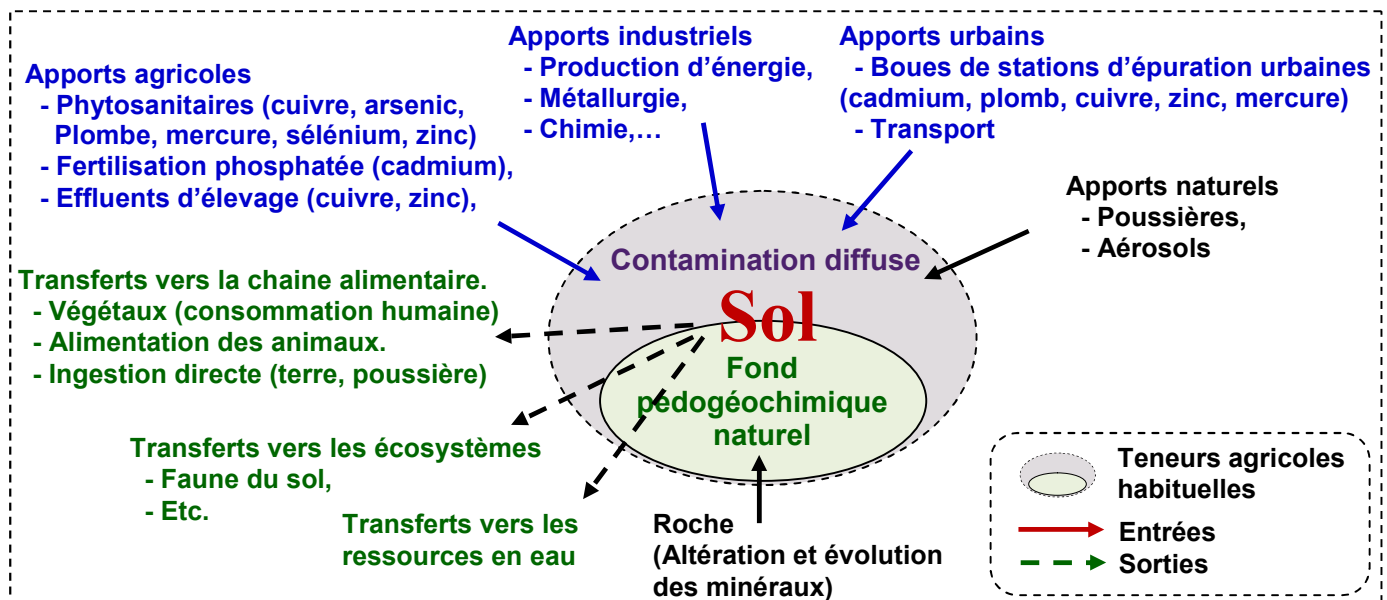 Apports agricoles
- Phytosanitaires (cuivre, arsenic,
Plombe, mercure, sélénium, zinc)
- Fertilisation phosphatée (cadmium),
- Effluents d'élevage (cuivre, zinc),
Apports industriels
- Production d'énergie,
- Métallurgie,
- Chimie,…
Apports urbains
- Boues de stations d'épuration urbaines
(cadmium, plomb, cuivre, zinc, mercure)
- Transport
Apports naturels
- Poussières,
- Aérosols
Contamination diffuse
Sol
Fond
pédogéochimique
naturel
Transferts vers la chaine alimentaire.
- Végétaux (consommation humaine)
- Alimentation des animaux.
- Ingestion directe (terre, poussière)
Transferts vers les écosystèmes
- Faune du sol,
- Etc.
Transferts vers les
ressources en eau
Roche
(Altération et évolution
des minéraux)
Teneurs agricoles
habituelles
Entrées
Sorties